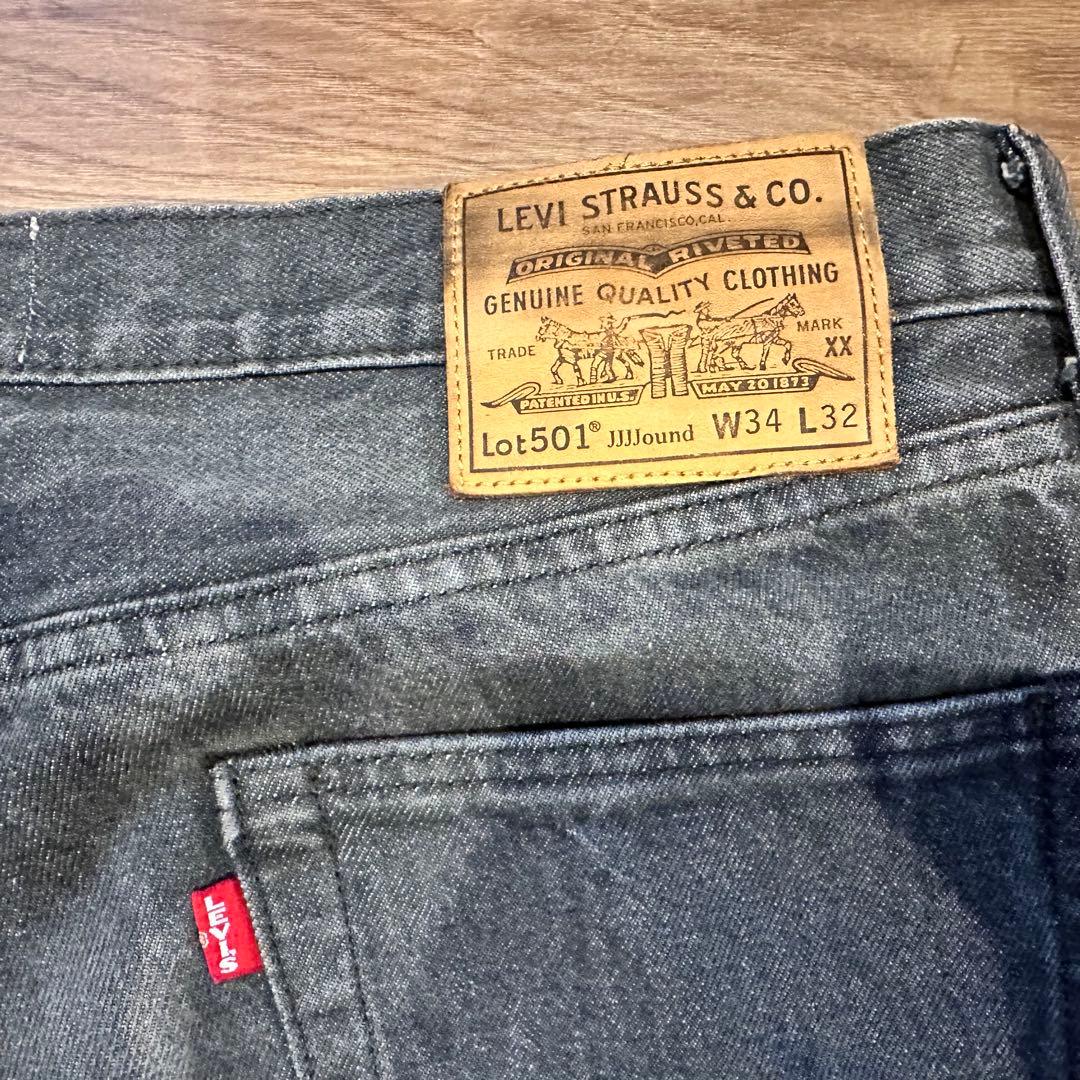 LEVI STRAUSS & CO.
SAN FRANCISCO, CAL.
ORIGINAL RIVETED
GENUINE QUALITY CLOTHING
TRADE MARK
XX
PATENTED IN U.S. MAY 20 1873
Lot 501® JJJJound W34 L32
LEVI'S